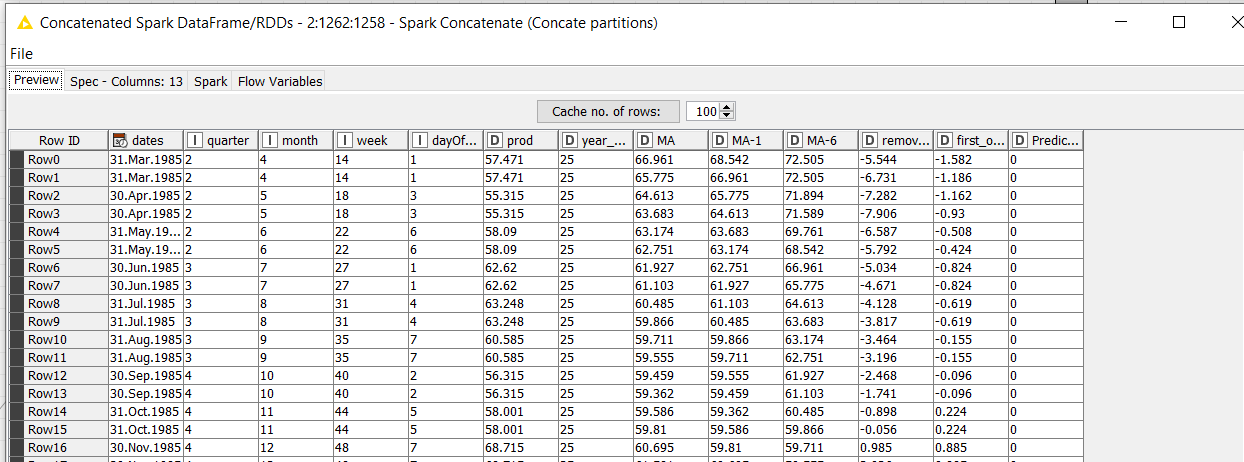 Concatenated Spark DataFrame/RDDs - 2:1262:1258 - Spark Concatenate (Concate partitions)
File
Preview Spec - Columns: 13 Spark Flow Variables
Cache no. of rows: 100
Row ID dates I quarter I month I week I dayOf... D prod D year_... D MA D MA-1 D MA-6 D remov... D first_o... D Predic...
Row0 31.Mar.1985 2 4 14 1 57.471 25 66.961 68.542 72.505 -5.544 -1.582 0
Row1 31.Mar.1985 2 4 14 1 57.471 25 65.775 66.961 72.505 -6.731 -1.186 0
Row2 30.Apr.1985 2 5 18 3 55.315 25 64.613 65.775 71.894 -7.282 -1.162 0
Row3 30.Apr.1985 2 5 18 3 55.315 25 63.683 64.613 71.589 -7.906 -0.93 0
Row4 31.May.19... 2 6 22 6 58.09 25 63.174 63.683 69.761 -6.587 -0.508 0
Row5 31.May.19... 2 6 22 6 58.09 25 62.751 63.174 68.542 -5.792 -0.424 0
Row6 30.Jun.1985 3 7 27 1 62.62 25 61.927 62.751 66.961 -5.034 -0.824 0
Row7 30.Jun.1985 3 7 27 1 62.62 25 61.103 61.927 65.775 -4.671 -0.824 0
Row8 31.Jul.1985 3 8 31 4 63.248 25 60.485 61.103 64.613 -4.128 -0.619 0
Row9 31.Jul.1985 3 8 31 4 63.248 25 59.866 60.485 63.683 -3.817 -0.619 0
Row10 31.Aug.1985 3 9 35 7 60.585 25 59.711 59.866 63.174 -3.464 -0.155 0
Row11 31.Aug.1985 3 9 35 7 60.585 25 59.555 59.711 62.751 -3.196 -0.155 0
Row12 30.Sep.1985 4 10 40 2 56.315 25 59.459 59.555 61.927 -2.468 -0.096 0
Row13 30.Sep.1985 4 10 40 2 56.315 25 59.362 59.459 61.103 -1.741 -0.096 0
Row14 31.Oct.1985 4 11 44 5 58.001 25 59.586 59.362 60.485 -0.898 0.224 0
Row15 31.Oct.1985 4 11 44 5 58.001 25 59.81 59.586 59.866 -0.056 0.224 0
Row16 30.Nov.1985 4 12 48 7 68.715 25 60.695 59.81 59.711 0.985 0.885 0